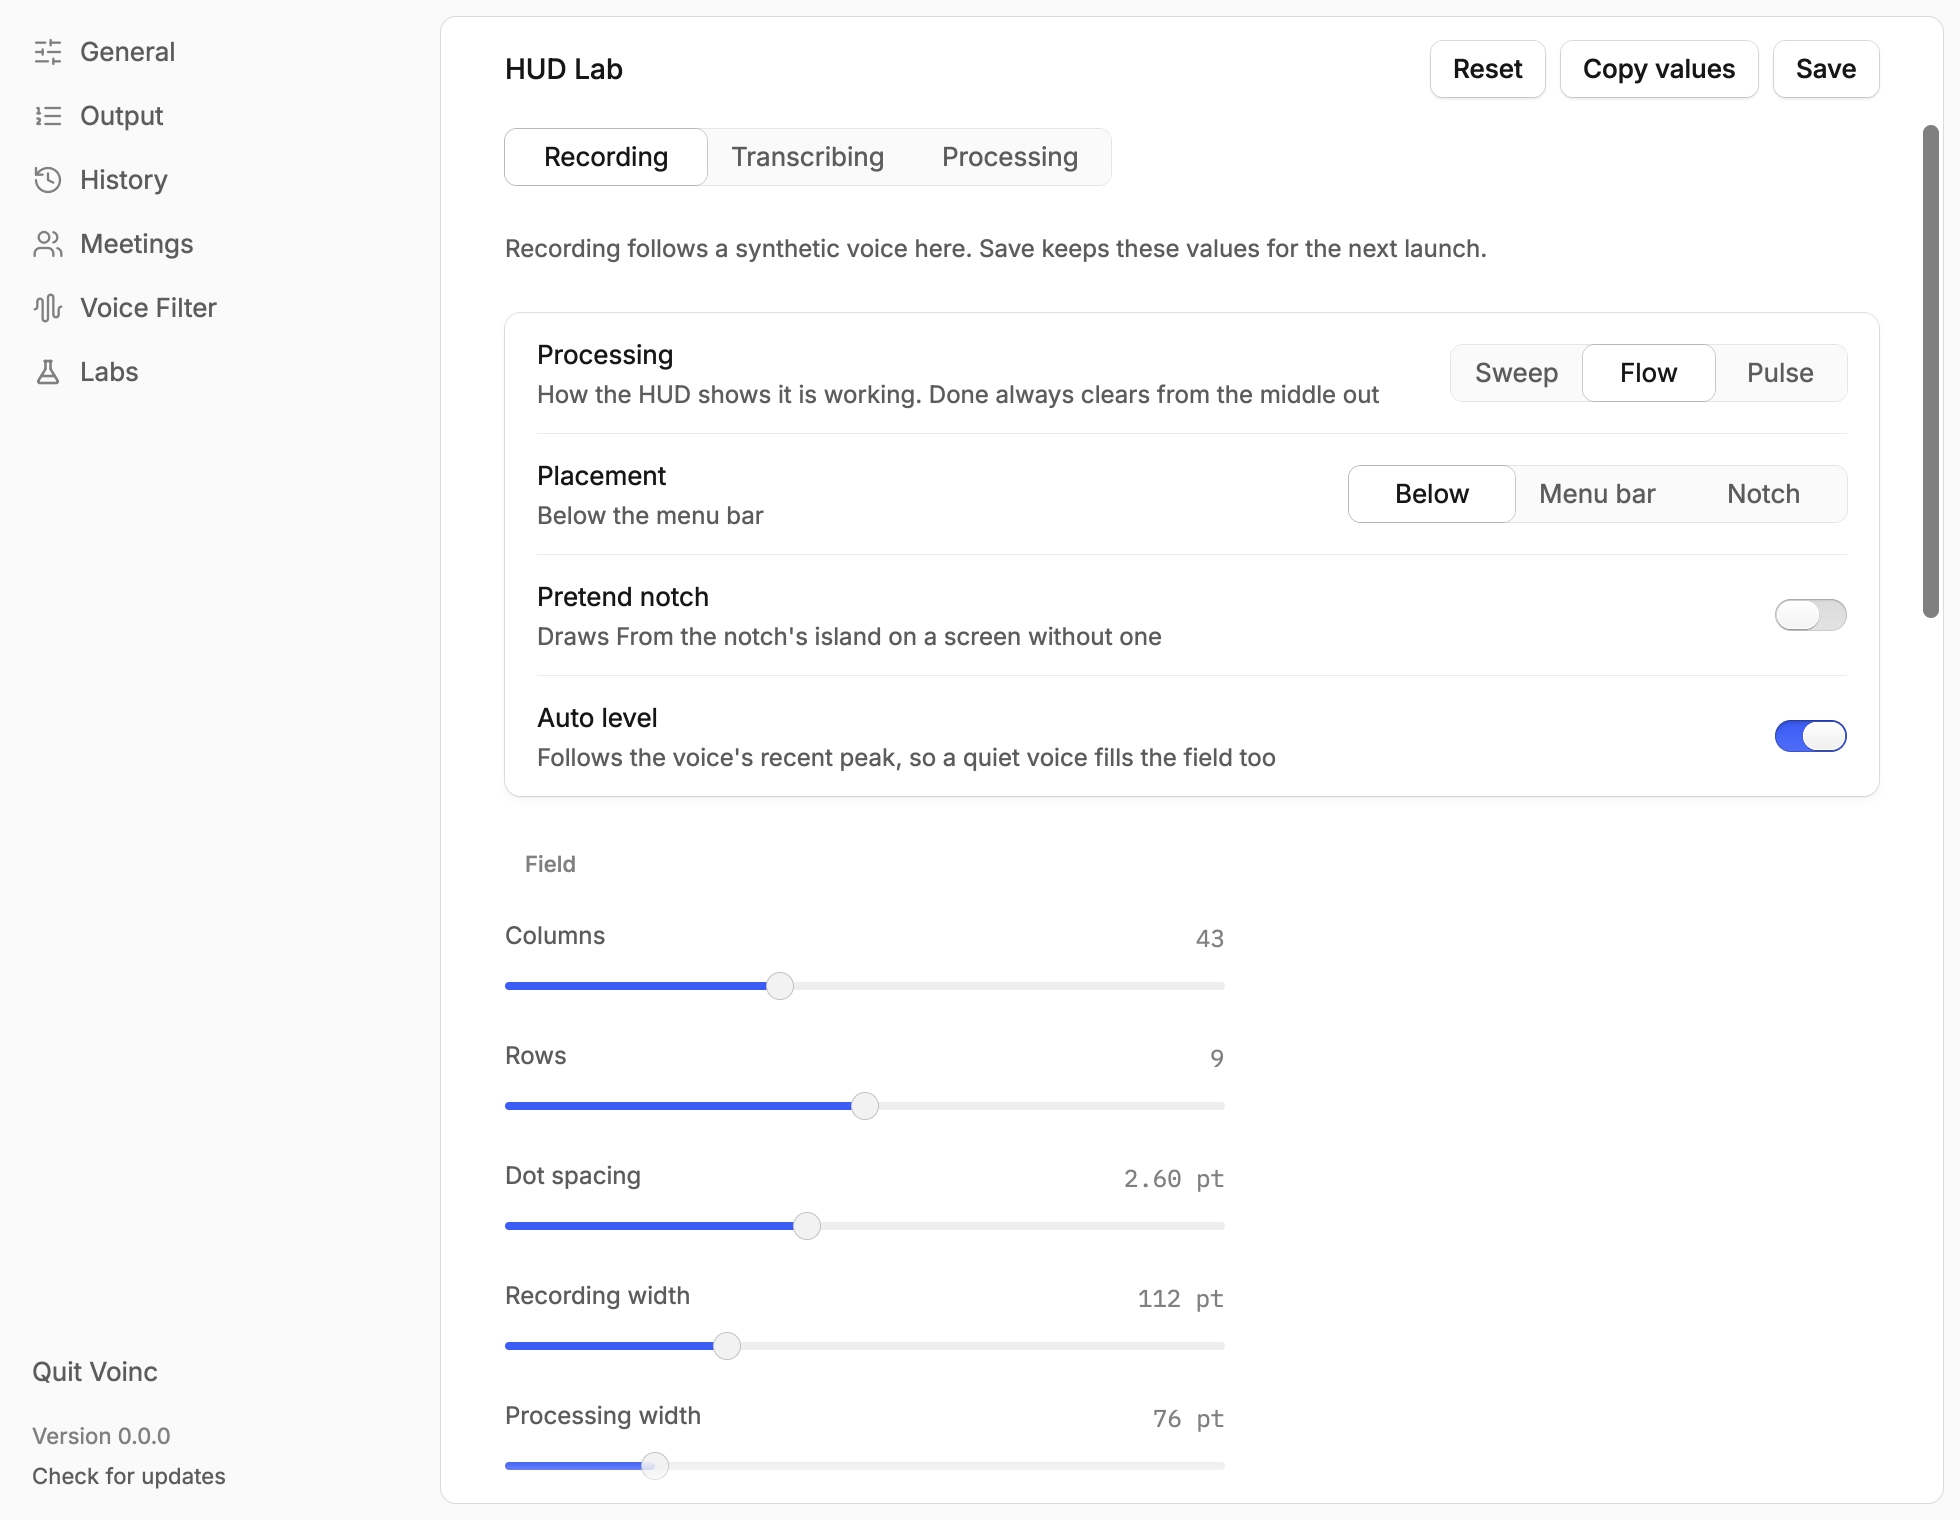 General
Output
History
Meetings
Voice Filter
Labs
Quit Voinc
Version 0.0.0
Check for updates
HUD Lab
Reset
Copy values
Save
Recording
Transcribing
Processing
Recording follows a synthetic voice here. Save keeps these values for the next launch.
Processing
How the HUD shows it is working. Done always clears from the middle out
Sweep
Flow
Pulse
Placement
Below the menu bar
Below
Menu bar
Notch
Pretend notch
Draws From the notch's island on a screen without one
Auto level
Follows the voice's recent peak, so a quiet voice fills the field too
Field
Columns
43
Rows
9
Dot spacing
2.60 pt
Recording width
112 pt
Processing width
76 pt